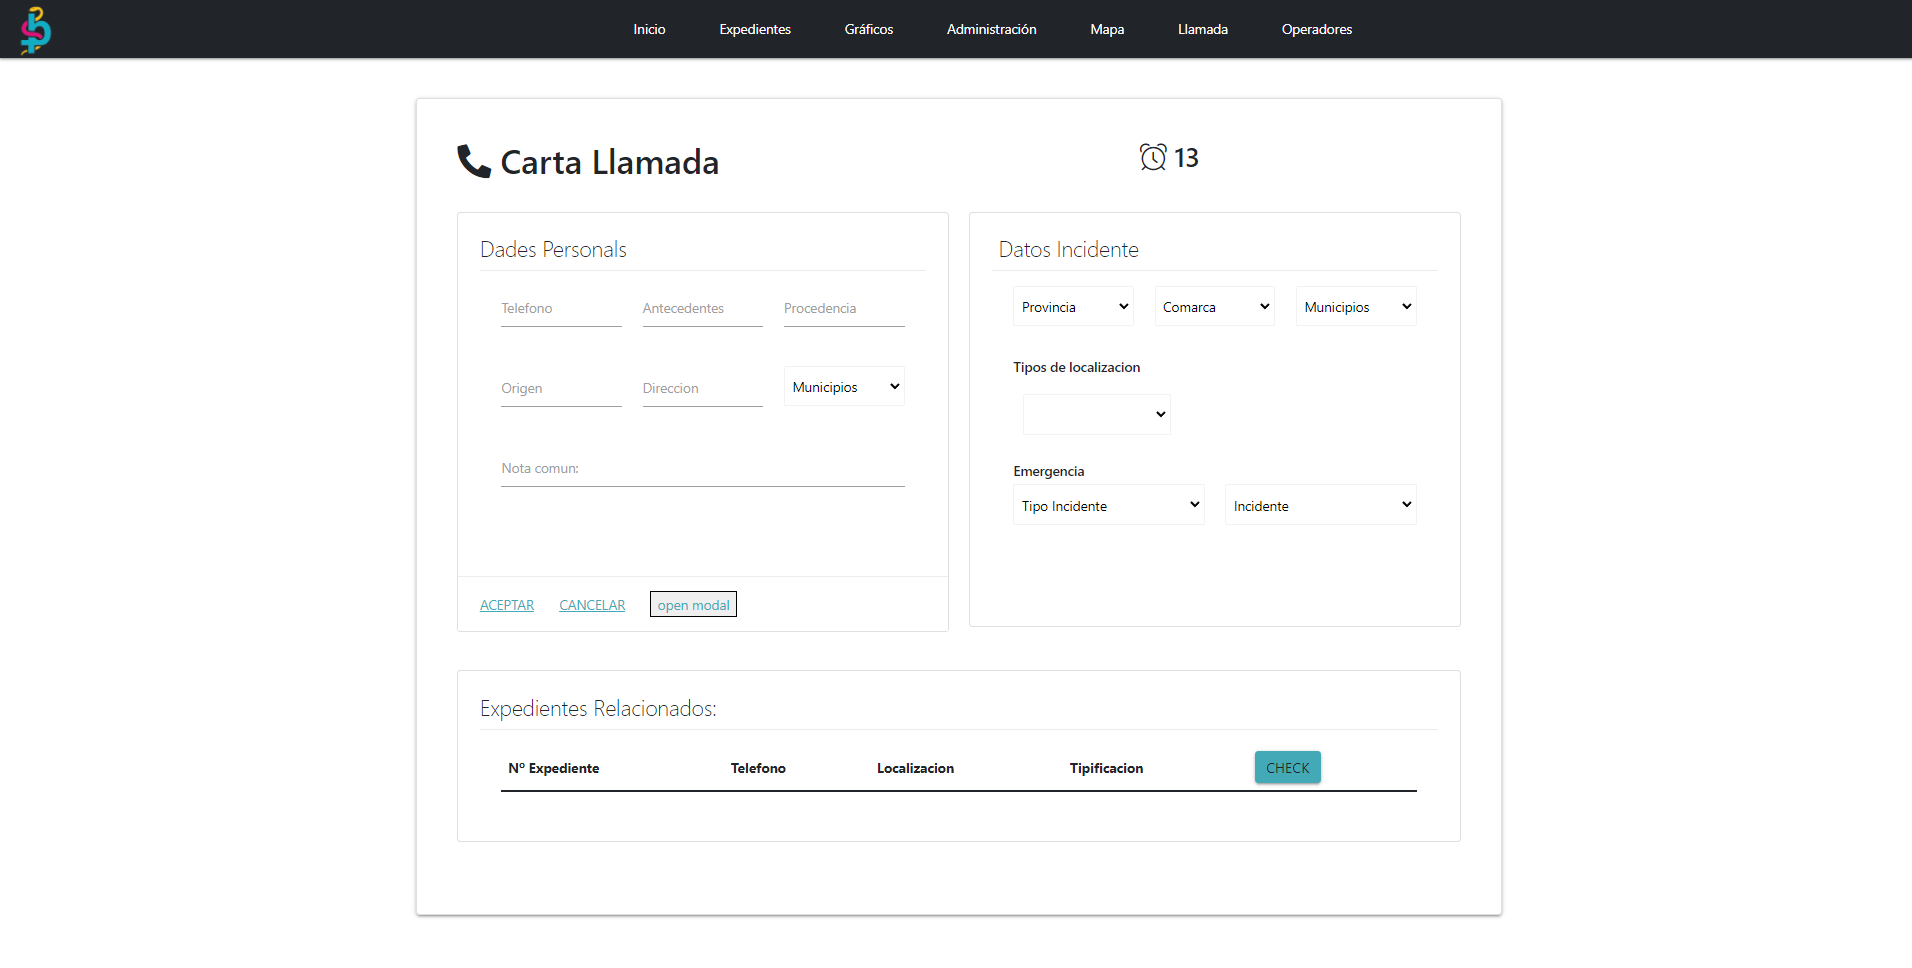 Inicio Expedientes Gráficos Administración Mapa Llamada Operadores
Carta Llamada
13
Dades Personals
Telefono Antecedentes Procedencia
Origen Direccion Municipios
Nota comun:
ACEPTAR CANCELAR open modal
Datos Incidente
Provincia Comarca Municipios
Tipos de localizacion
Emergencia
Tipo Incidente Incidente
Expedientes Relacionados:
Nº Expediente Telefono Localizacion Tipificacion CHECK